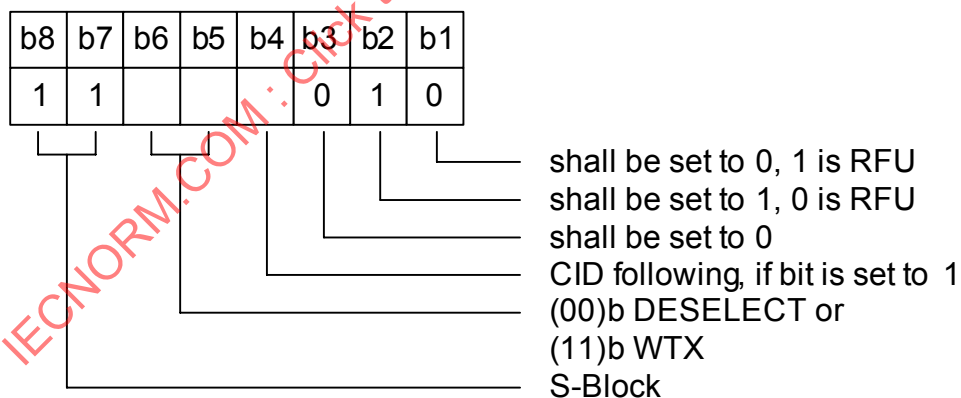 b8 b7 b6 b5 b4 b3 b2 b1
1 1 0 1 0
shall be set to 0, 1 is RFU
shall be set to 1, 0 is RFU
shall be set to 0
CID following, if bit is set to 1
(00)b DESELECT or
(11)b WTX
S-Block
IECNORM.COM : Click